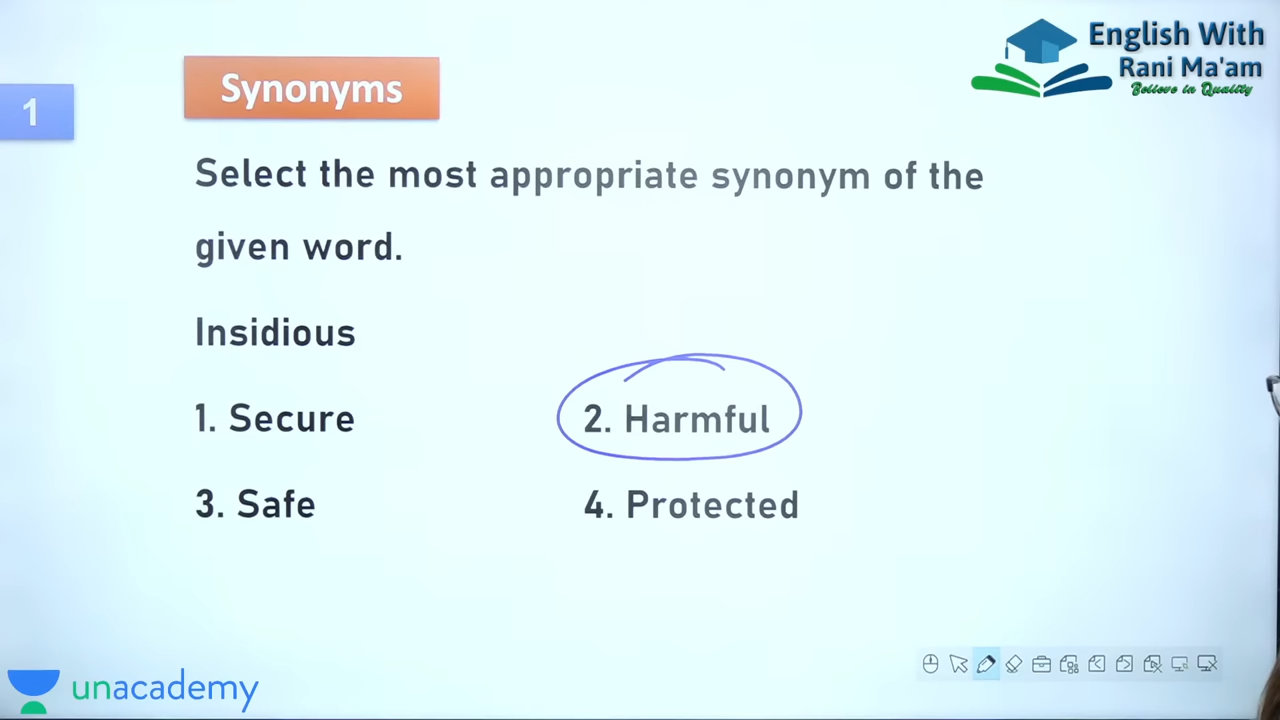 English With
Rani Ma'am
Believe in Quality
1
Synonyms
Select the most appropriate synonym of the
given word.
Insidious
1. Secure
2. Harmful
3. Safe
4. Protected
unacademy